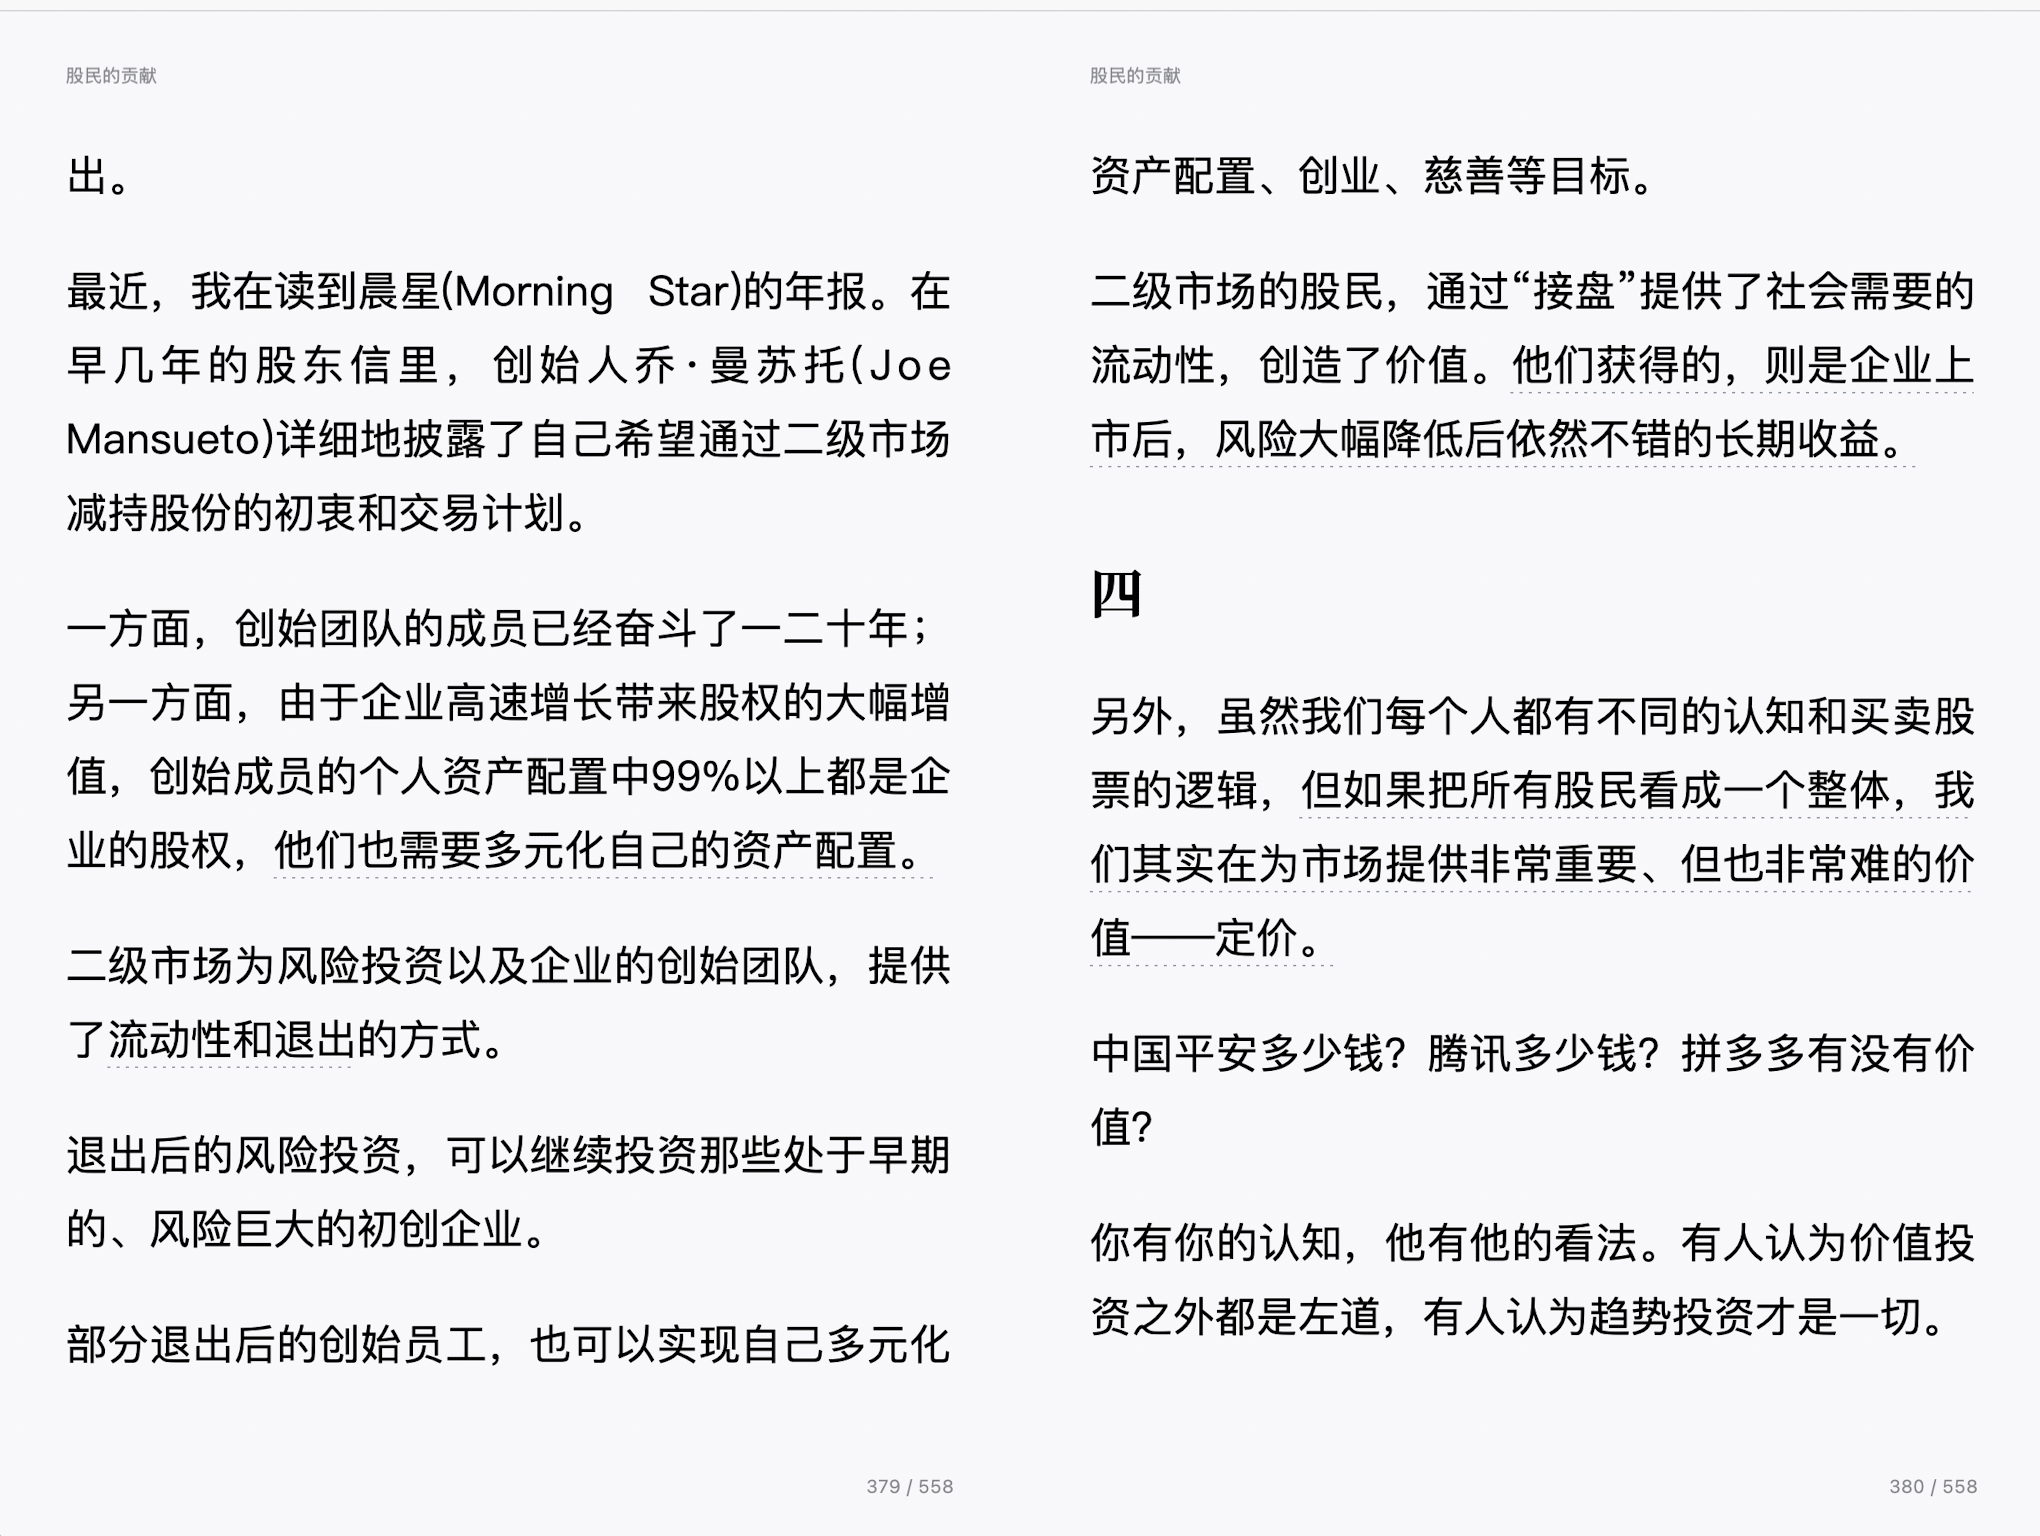 股民的贡献
出。
最近，我在读到晨星(Morning Star)的年报。在
早几年的股东信里，创始人乔·曼苏托(Joe
Mansueto)详细地披露了自己希望通过二级市场
减持股份的初衷和交易计划。
一方面，创始团队的成员已经奋斗了一二十年；
另一方面，由于企业高速增长带来股权的大幅增
值，创始成员的个人资产配置中99%以上都是企
业的股权，他们也需要多元化自己的资产配置。
二级市场为风险投资以及企业的创始团队，提供
了流动性和退出的方式。
退出后的风险投资，可以继续投资那些处于早期
的、风险巨大的初创企业。
部分退出后的创始员工，也可以实现自己多元化
379 / 558
股民的贡献
资产配置、创业、慈善等目标。
二级市场的股民，通过“接盘”提供了社会需要的
流动性，创造了价值。他们获得的，则是企业上
市后，风险大幅降低后依然不错的长期收益。
四
另外，虽然我们每个人都有不同的认知和买卖股
票的逻辑，但如果把所有股民看成一个整体，我
们其实在为市场提供非常重要、但也非常难的价
值——定价。
中国平安多少钱？腾讯多少钱？拼多多有没有价
值？
你有你的认知，他有他的看法。有人认为价值投
资之外都是左道，有人认为趋势投资才是一切。
380 / 558